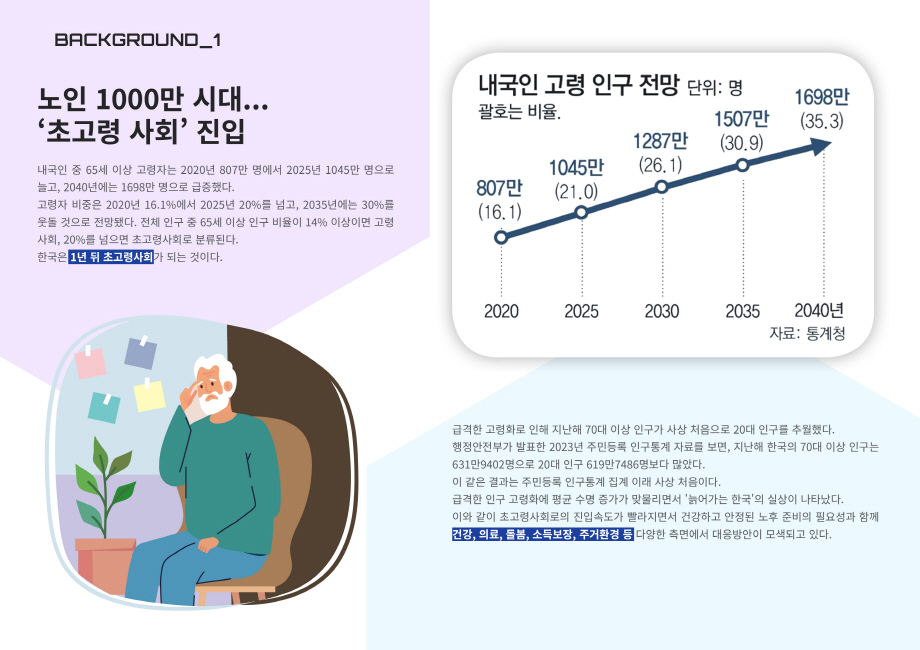 BACKGROUND_1
노인 1000만 시대...
‘초고령 사회’ 진입
내국인 중 65세 이상 고령자는 2020년 807만 명에서 2025년 1045만 명으로
늘고, 2040년에는 1698만 명으로 급증했다.
고령자 비중은 2020년 16.1%에서 2025년 20%를 넘고, 2035년에는 30%를
웃돌 것으로 전망됐다. 전체 인구 중 65세 이상 인구 비율이 14% 이상이면 고령
사회, 20%를 넘으면 초고령사회로 분류된다.
한국은 1년 뒤 초고령사회가 되는 것이다.
내국인 고령 인구 전망 단위: 명
괄호는 비율.
807만
(16.1)
1045만
(21.0)
1287만
(26.1)
1507만
(30.9)
1698만
(35.3)
2020 2025 2030 2035 2040년
자료: 통계청
급격한 고령화로 인해 지난해 70대 이상 인구가 사상 처음으로 20대 인구를 추월했다.
행정안전부가 발표한 2023년 주민등록 인구통계 자료를 보면, 지난해 한국의 70대 이상 인구는
631만9402명으로 20대 인구 619만7486명보다 많았다.
이 같은 결과는 주민등록 인구통계 집계 이래 사상 처음이다.
급격한 인구 고령화에 평균 수명 증가가 맞물리면서 '늙어가는 한국'의 실상이 나타났다.
이와 같이 초고령사회로의 진입속도가 빨라지면서 건강하고 안정된 노후 준비의 필요성과 함께
건강, 의료, 돌봄, 소득보장, 주거환경 등 다양한 측면에서 대응방안이 모색되고 있다.